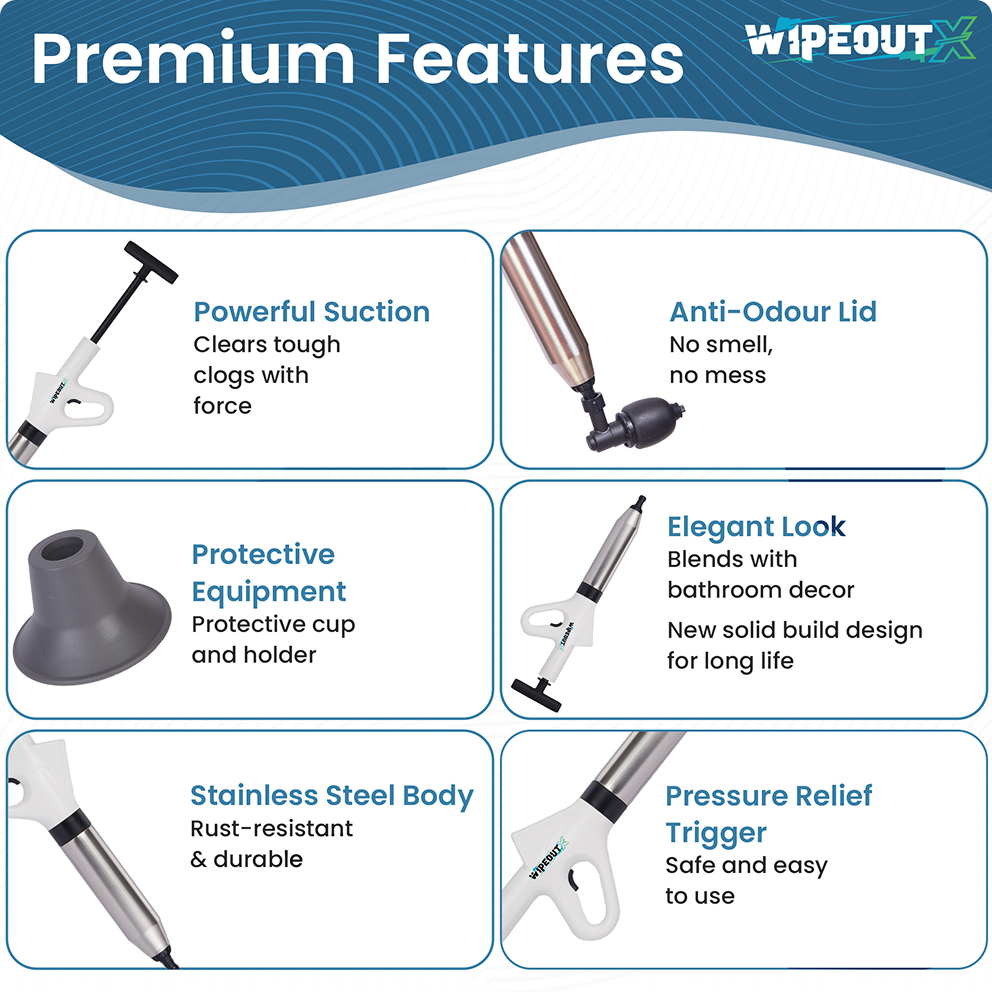 Premium Features
WIPEOUTX
Powerful Suction
Clears tough
clogs with
force
WIPEOUTX
Anti-Odour Lid
No smell,
no mess
Protective
Equipment
Protective cup
and holder
Elegant Look
Blends with
bathroom decor
New solid build design
for long life
WIPEOUTX
Stainless Steel Body
Rust-resistant
& durable
Pressure Relief
Trigger
Safe and easy
to use
WIPEOUTX